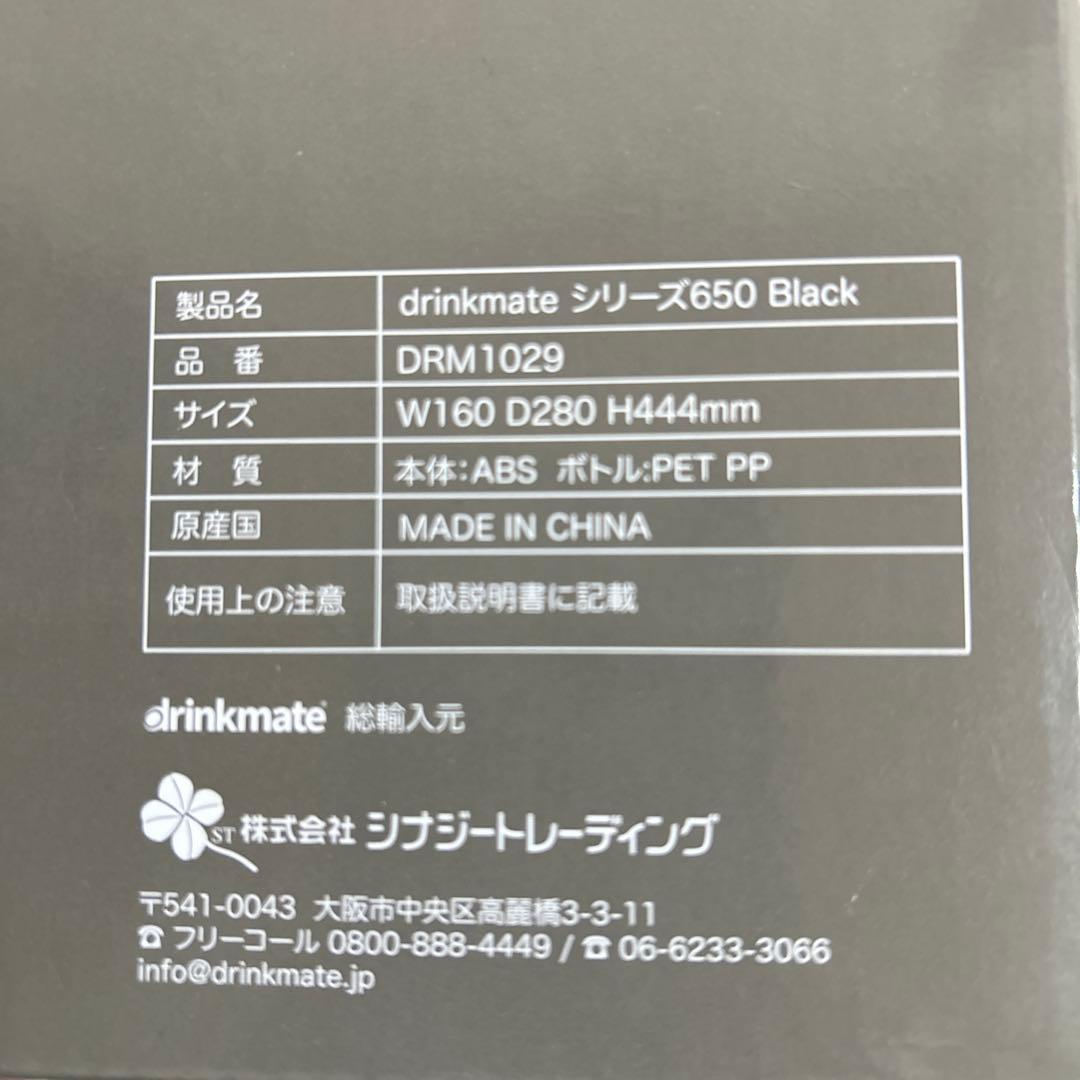 製品名 drinkmate シリーズ650 Black
品 番 DRM1029
サイズ W160 D280 H444mm
材 質 本体:ABS ボトル:PET PP
原産国 MADE IN CHINA
使用上の注意 取扱説明書に記載
drinkmate 総輸入元
ST 株式会社 シナジートレーディング
〒541-0043 大阪市中央区高麗橋3-3-11
☎ フリーコール 0800-888-4449 / ☎ 06-6233-3066
info@drinkmate.jp